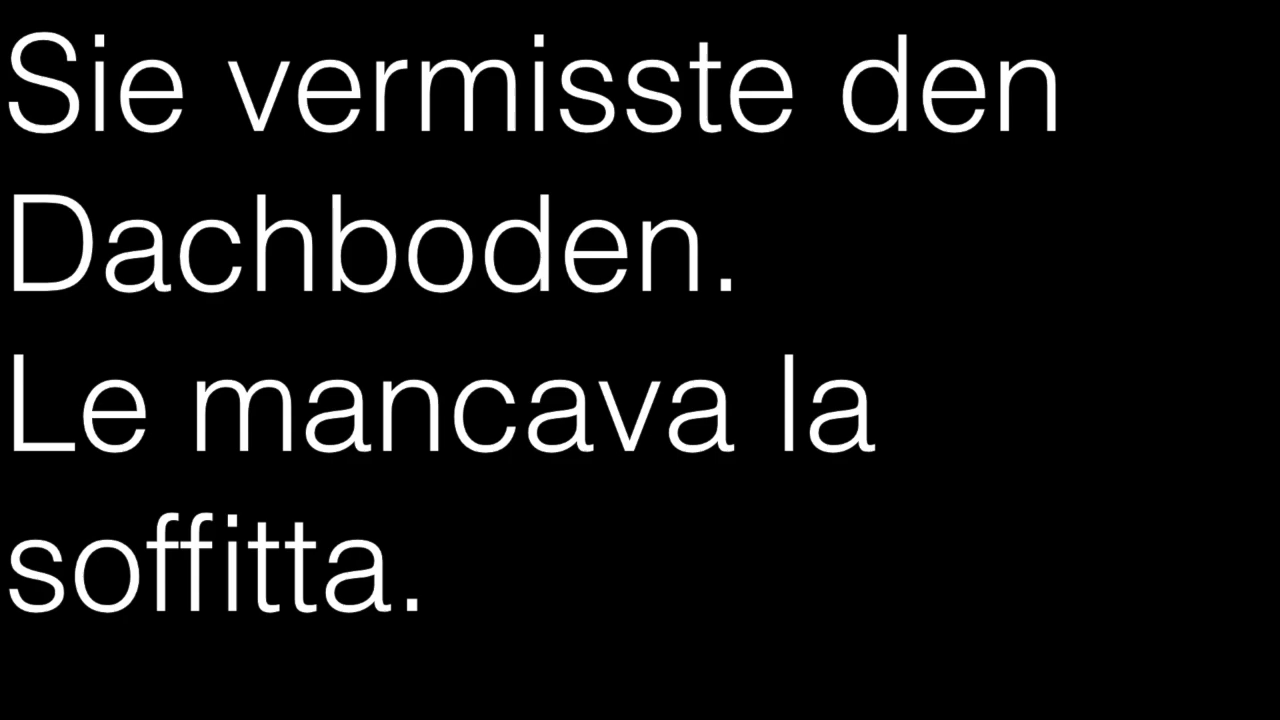 Sie vermisste den
Dachboden.
Le mancava la
soffitta.